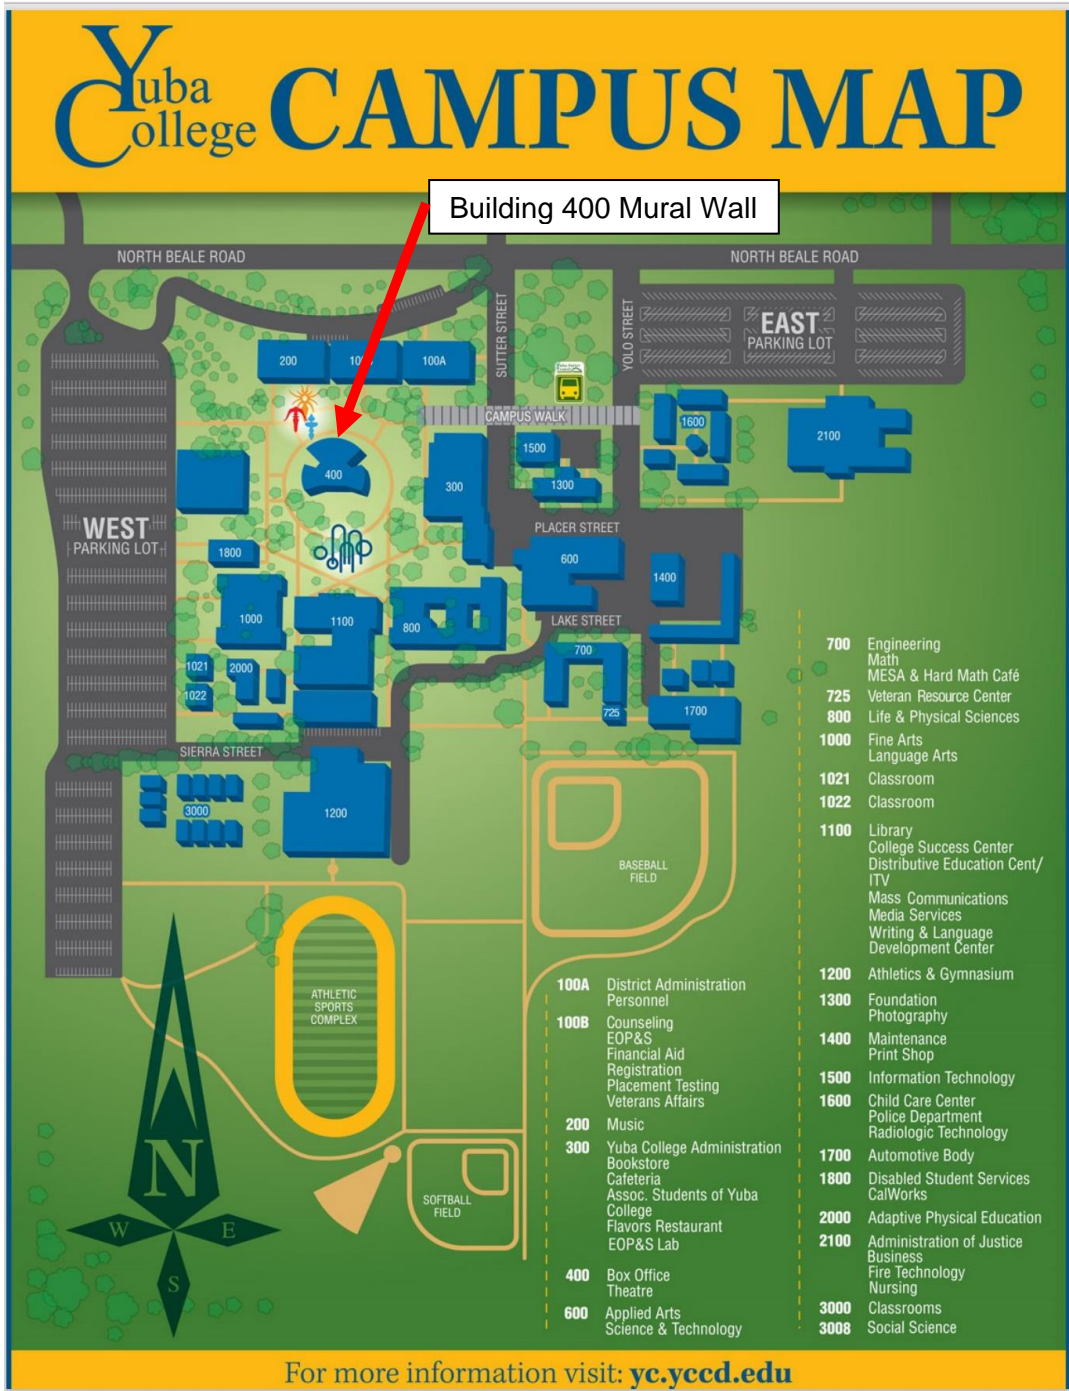 Yuba
College
CAMPUS MAP
Building 400 Mural Wall
NORTH BEALE ROAD
NORTH BEALE ROAD
SUTTER STREET
YOLO STREET
EAST
PARKING LOT
200
100A
CAMPUS WALK
1600
2100
1500
400
300
1300
WEST
PARKING LOT
PLACER STREET
1800
600
1400
1000
1100
800
LAKE STREET
700
1021
2000
1022
725
1700
SIERRA STREET
3000
1200
BASEBALL
FIELD
ATHLETIC
SPORTS
COMPLEX
SOFTBALL
FIELD
N
W
E
S
100A District Administration
Personnel
100B Counseling
EOP&S
Financial Aid
Registration
Placement Testing
Veterans Affairs
200 Music
300 Yuba College Administration
Bookstore
Cafeteria
Assoc. Students of Yuba
College
Flavors Restaurant
EOP&S Lab
400 Box Office
Theatre
600 Applied Arts
Science & Technology
700 Engineering
Math
MESA & Hard Math Café
725 Veteran Resource Center
800 Life & Physical Sciences
1000 Fine Arts
Language Arts
1021 Classroom
1022 Classroom
1100 Library
College Success Center
Distributive Education Cent/
ITV
Mass Communications
Media Services
Writing & Language
Development Center
1200 Athletics & Gymnasium
1300 Foundation
Photography
1400 Maintenance
Print Shop
1500 Information Technology
1600 Child Care Center
Police Department
Radiologic Technology
1700 Automotive Body
1800 Disabled Student Services
CalWorks
2000 Adaptive Physical Education
2100 Administration of Justice
Business
Fire Technology
Nursing
3000 Classrooms
3008 Social Science
For more information visit: yc.yccd.edu